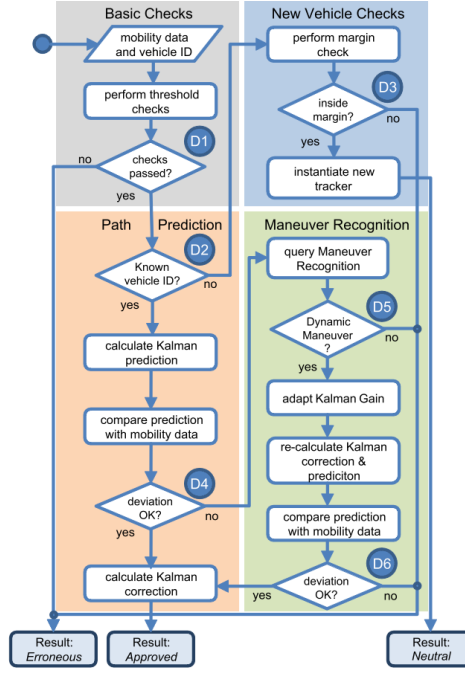 Basic Checks
mobility data
and vehicle ID
perform threshold
checks
D1
checks
passed?
no
yes
New Vehicle Checks
perform margin
check
D3
inside
margin?
no
yes
instantiate new
tracker
Path Prediction
D2
Known
vehicle ID?
no
yes
calculate Kalman
prediction
compare prediction
with mobility data
D4
deviation
OK?
no
yes
calculate Kalman
correction
Maneuver Recognition
query Maneuver
Recognition
D5
Dynamic
Maneuver
?
no
yes
adapt Kalman Gain
re-calculate Kalman
correction &
prediciton
compare prediction
with mobility data
D6
deviation
OK?
yes
no
Result:
Erroneous
Result:
Approved
Result:
Neutral